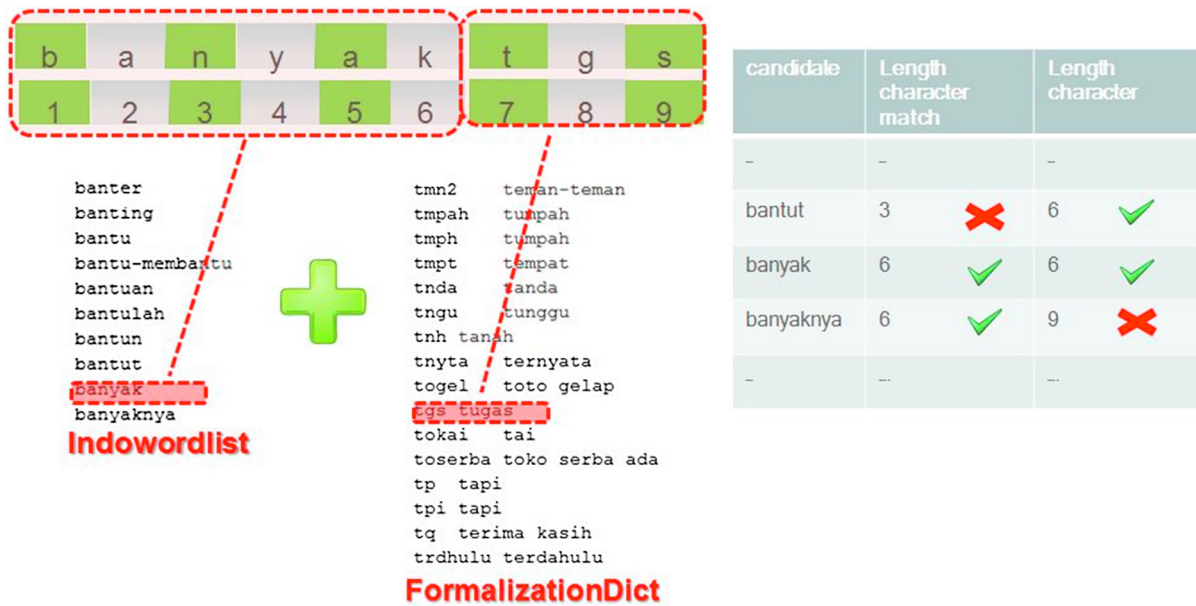 b a n y a k t g s
1 2 3 4 5 6 7 8 9
banter
banting
bantu
bantu-membantu
bantuan
bantulah
bantun
bantut
banyak
banyaknya
Indowordlist
tmn2 teman-teman
tmpah tumpah
tmph tumpah
tmpt tempat
tnda tanda
tngu tunggu
tnh tanah
tnyta ternyata
togel toto gelap
tgs tugas
tokai tai
toserba toko serba ada
tp tapi
tpi tapi
tq terima kasih
trdhulu terdahulu
FormalizationDict
candidate Length character match Length character
– – –
bantut 3 6
banyak 6 6
banyaknya 6 9
– –. –.